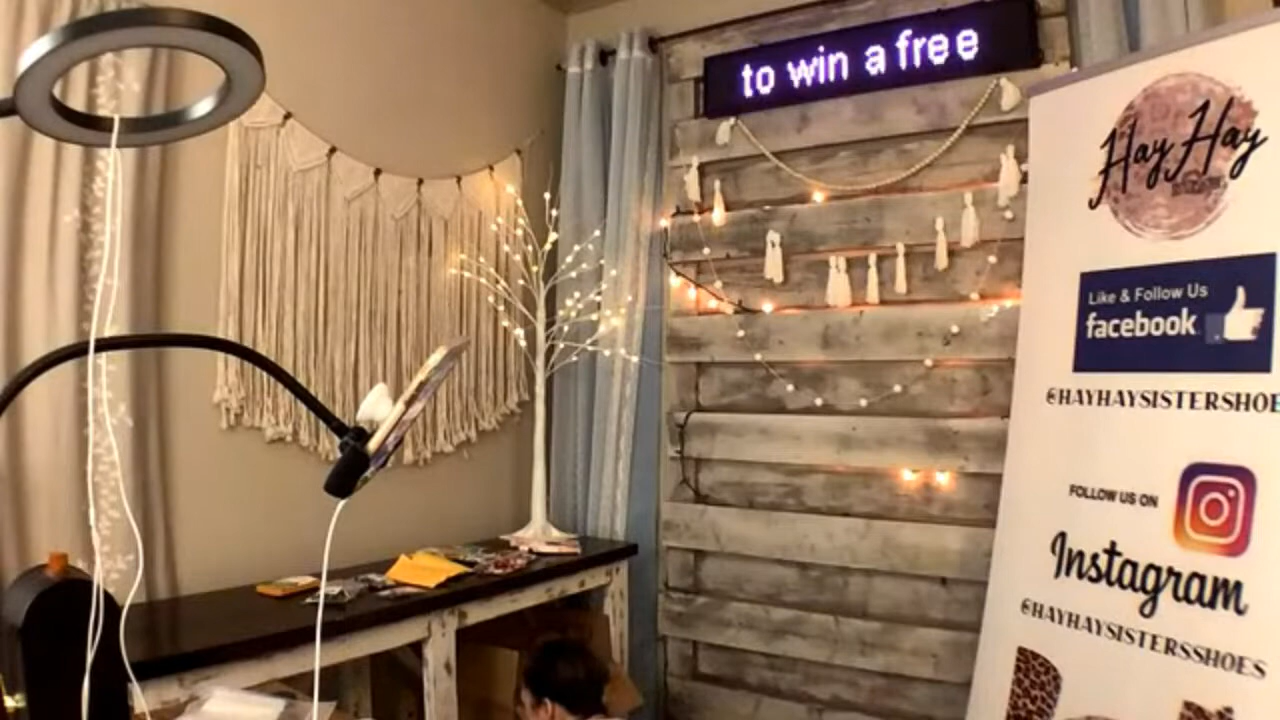 to win a free
Hay Hay
Like & Follow Us
facebook
@HAYHAYSISTERSHOE
FOLLOW US ON
Instagram
@HAYHAYSISTERSSHOES